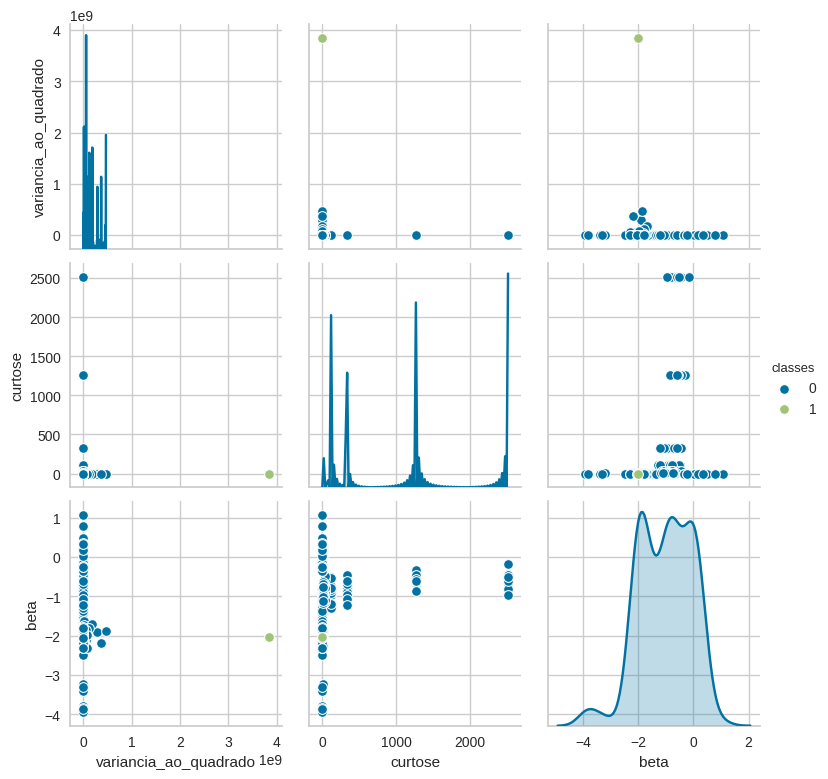 1e9
4
3
2
1
0
variancia_ao_quadrado
2500
2000
1500
1000
500
0
curtose
classes
0
1
1
0
−1
−2
−3
−4
beta
0 1 2 3 4
1e9
variancia_ao_quadrado
0 1000 2000
curtose
−4 −2 0 2
beta